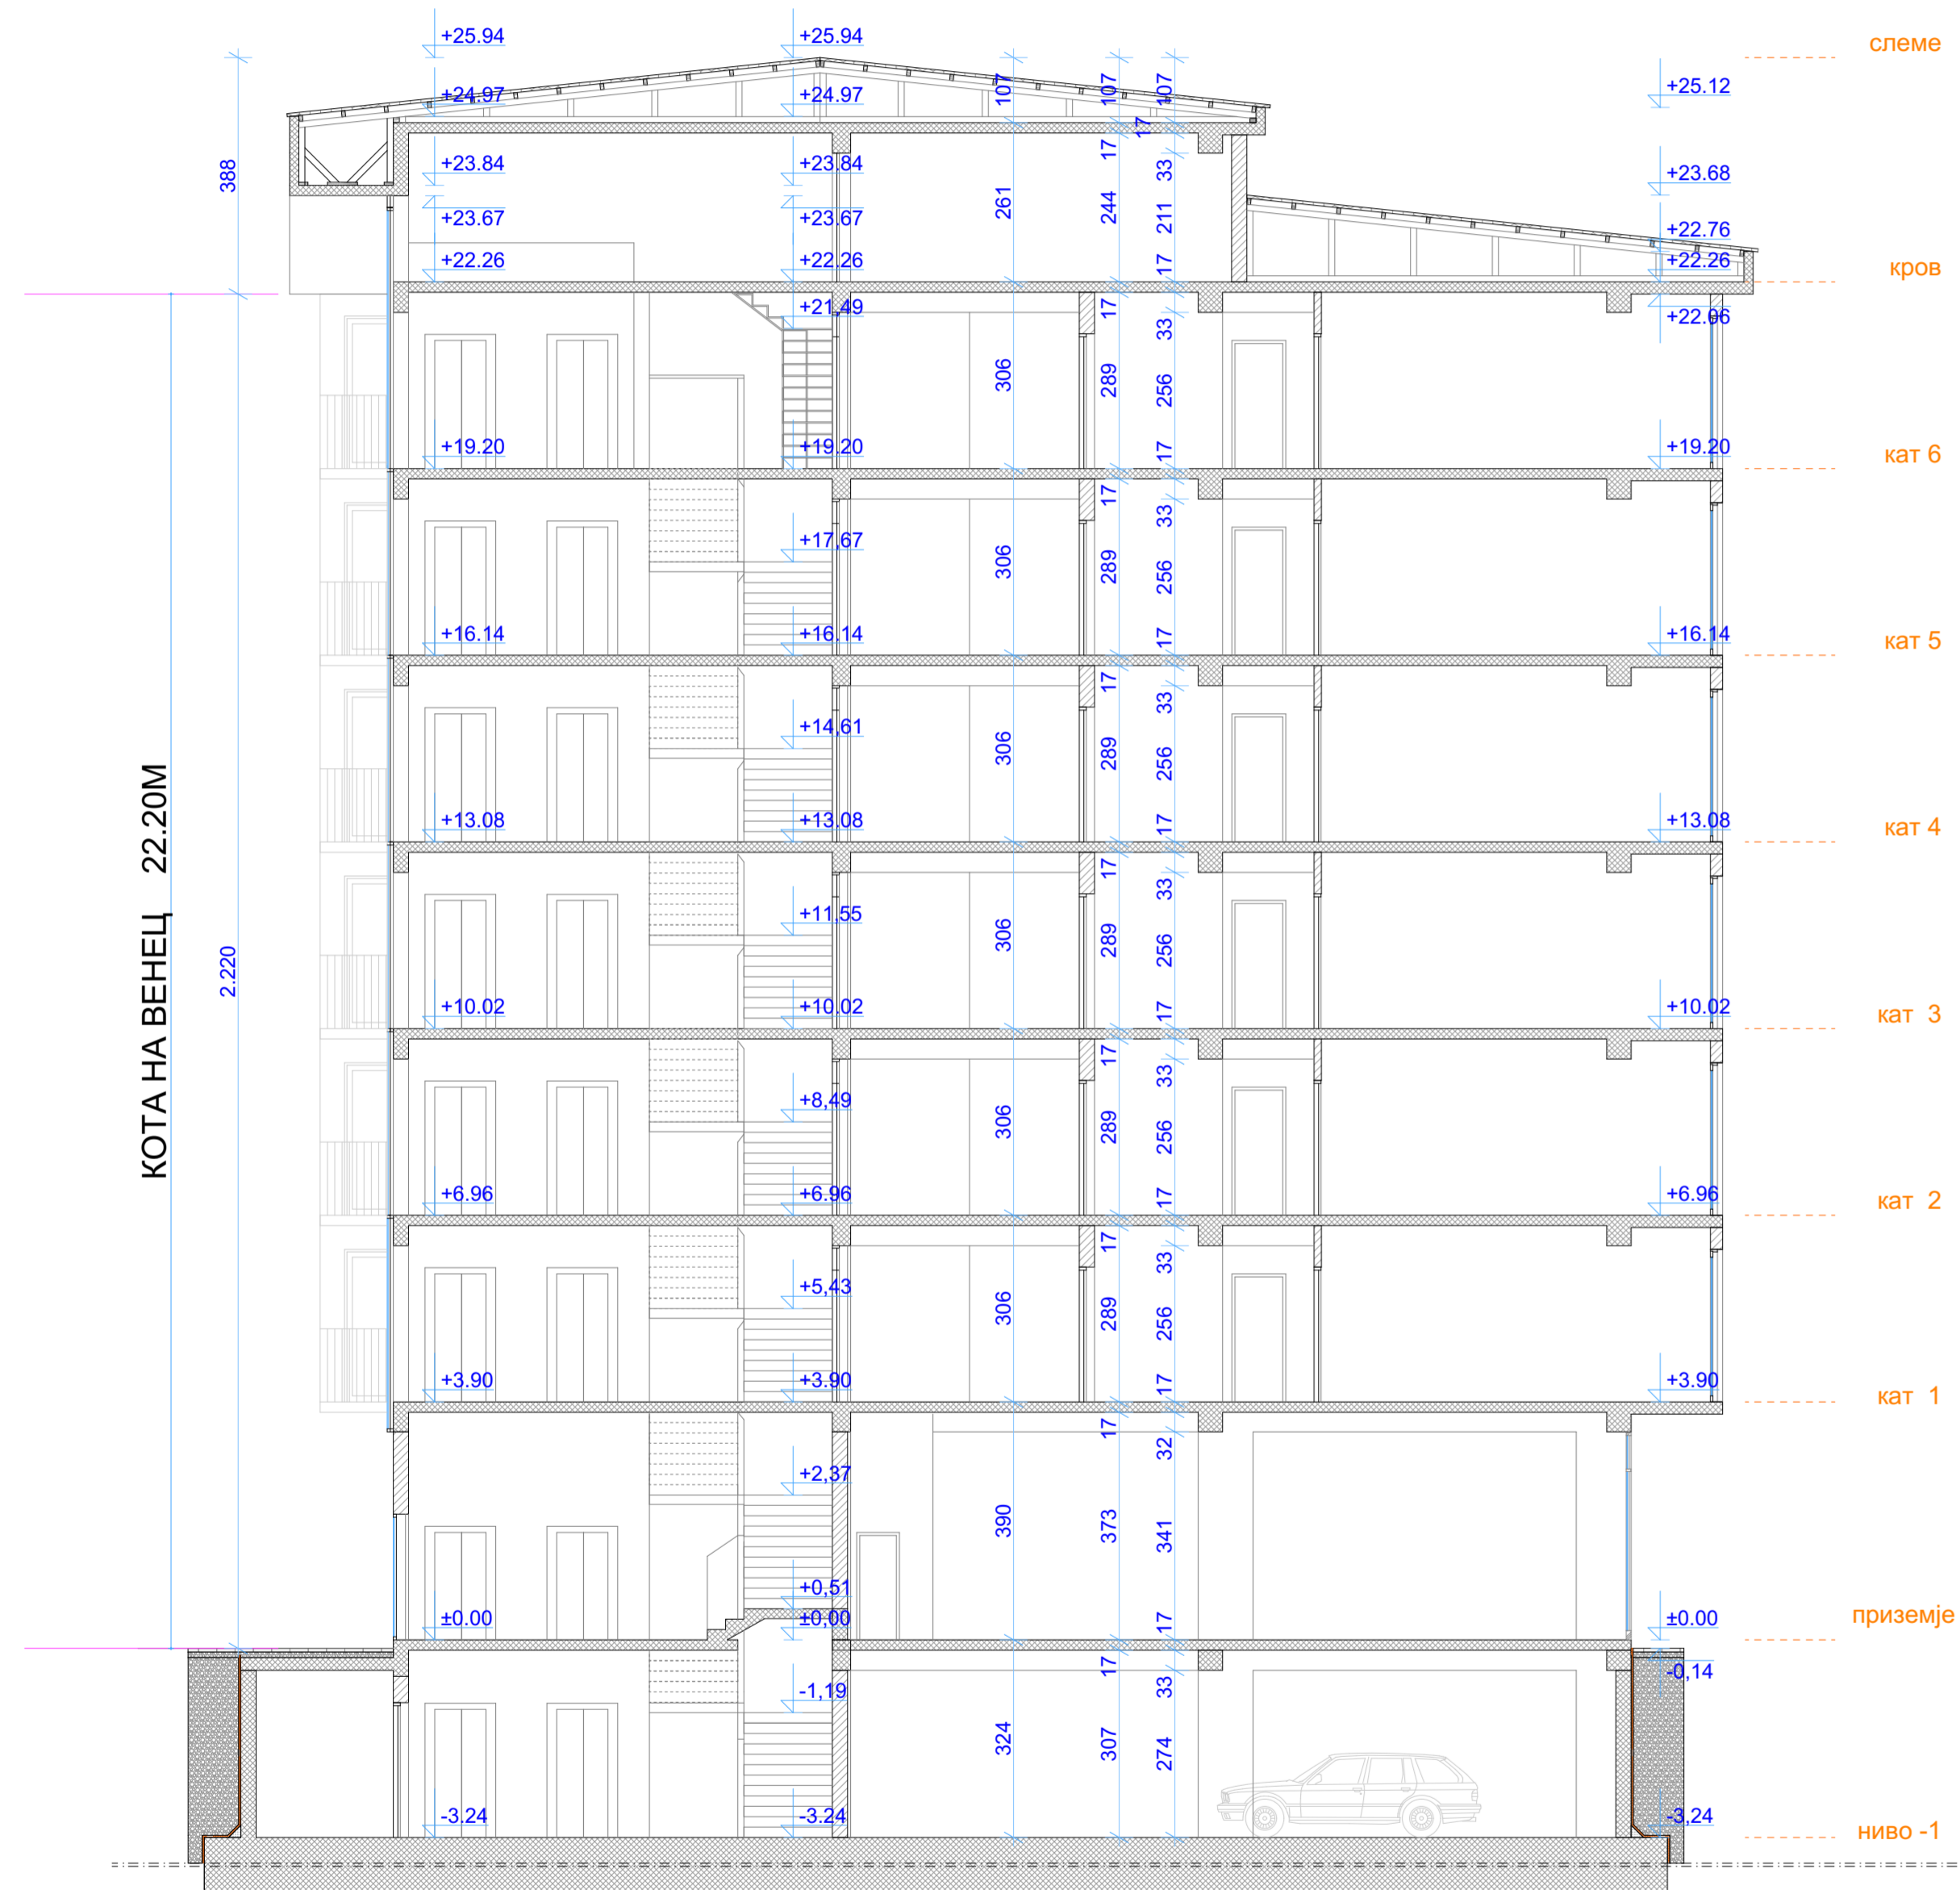 +25.94 +25.94 слеме
+24.97 +24.97 107 107 107 +25.12
17
388 +23.84 +23.84 17 33 +23.68
+23.67 +23.67 261 244 211 +22.76
+22.26 +22.26 17 +22.26 кров
+21.49 17 33 +22.06
306 289 256
+19.20 +19.20 17 +19.20 кат 6
17 33
+17,67 306 289 256
+16.14 +16.14 17 +16.14 кат 5
17 33
+14,61 306 289 256
+13.08 +13.08 17 +13.08 кат 4
КОТА НА ВЕНЕЦ 22.20М
17 33
+11,55 306 289 256
2.220
+10.02 +10.02 17 +10.02 кат 3
17 33
+8,49 306 289 256
+6.96 +6.96 17 +6.96 кат 2
17 33
+5,43 306 289 256
+3.90 +3.90 17 +3.90 кат 1
17 32
+2,37 390 373 341
+0,51
±0.00 ±0.00 17 ±0.00 приземје
17 33 -0,14
-1,19 324 307 274
-3.24 -3.24 -3,24 ниво -1